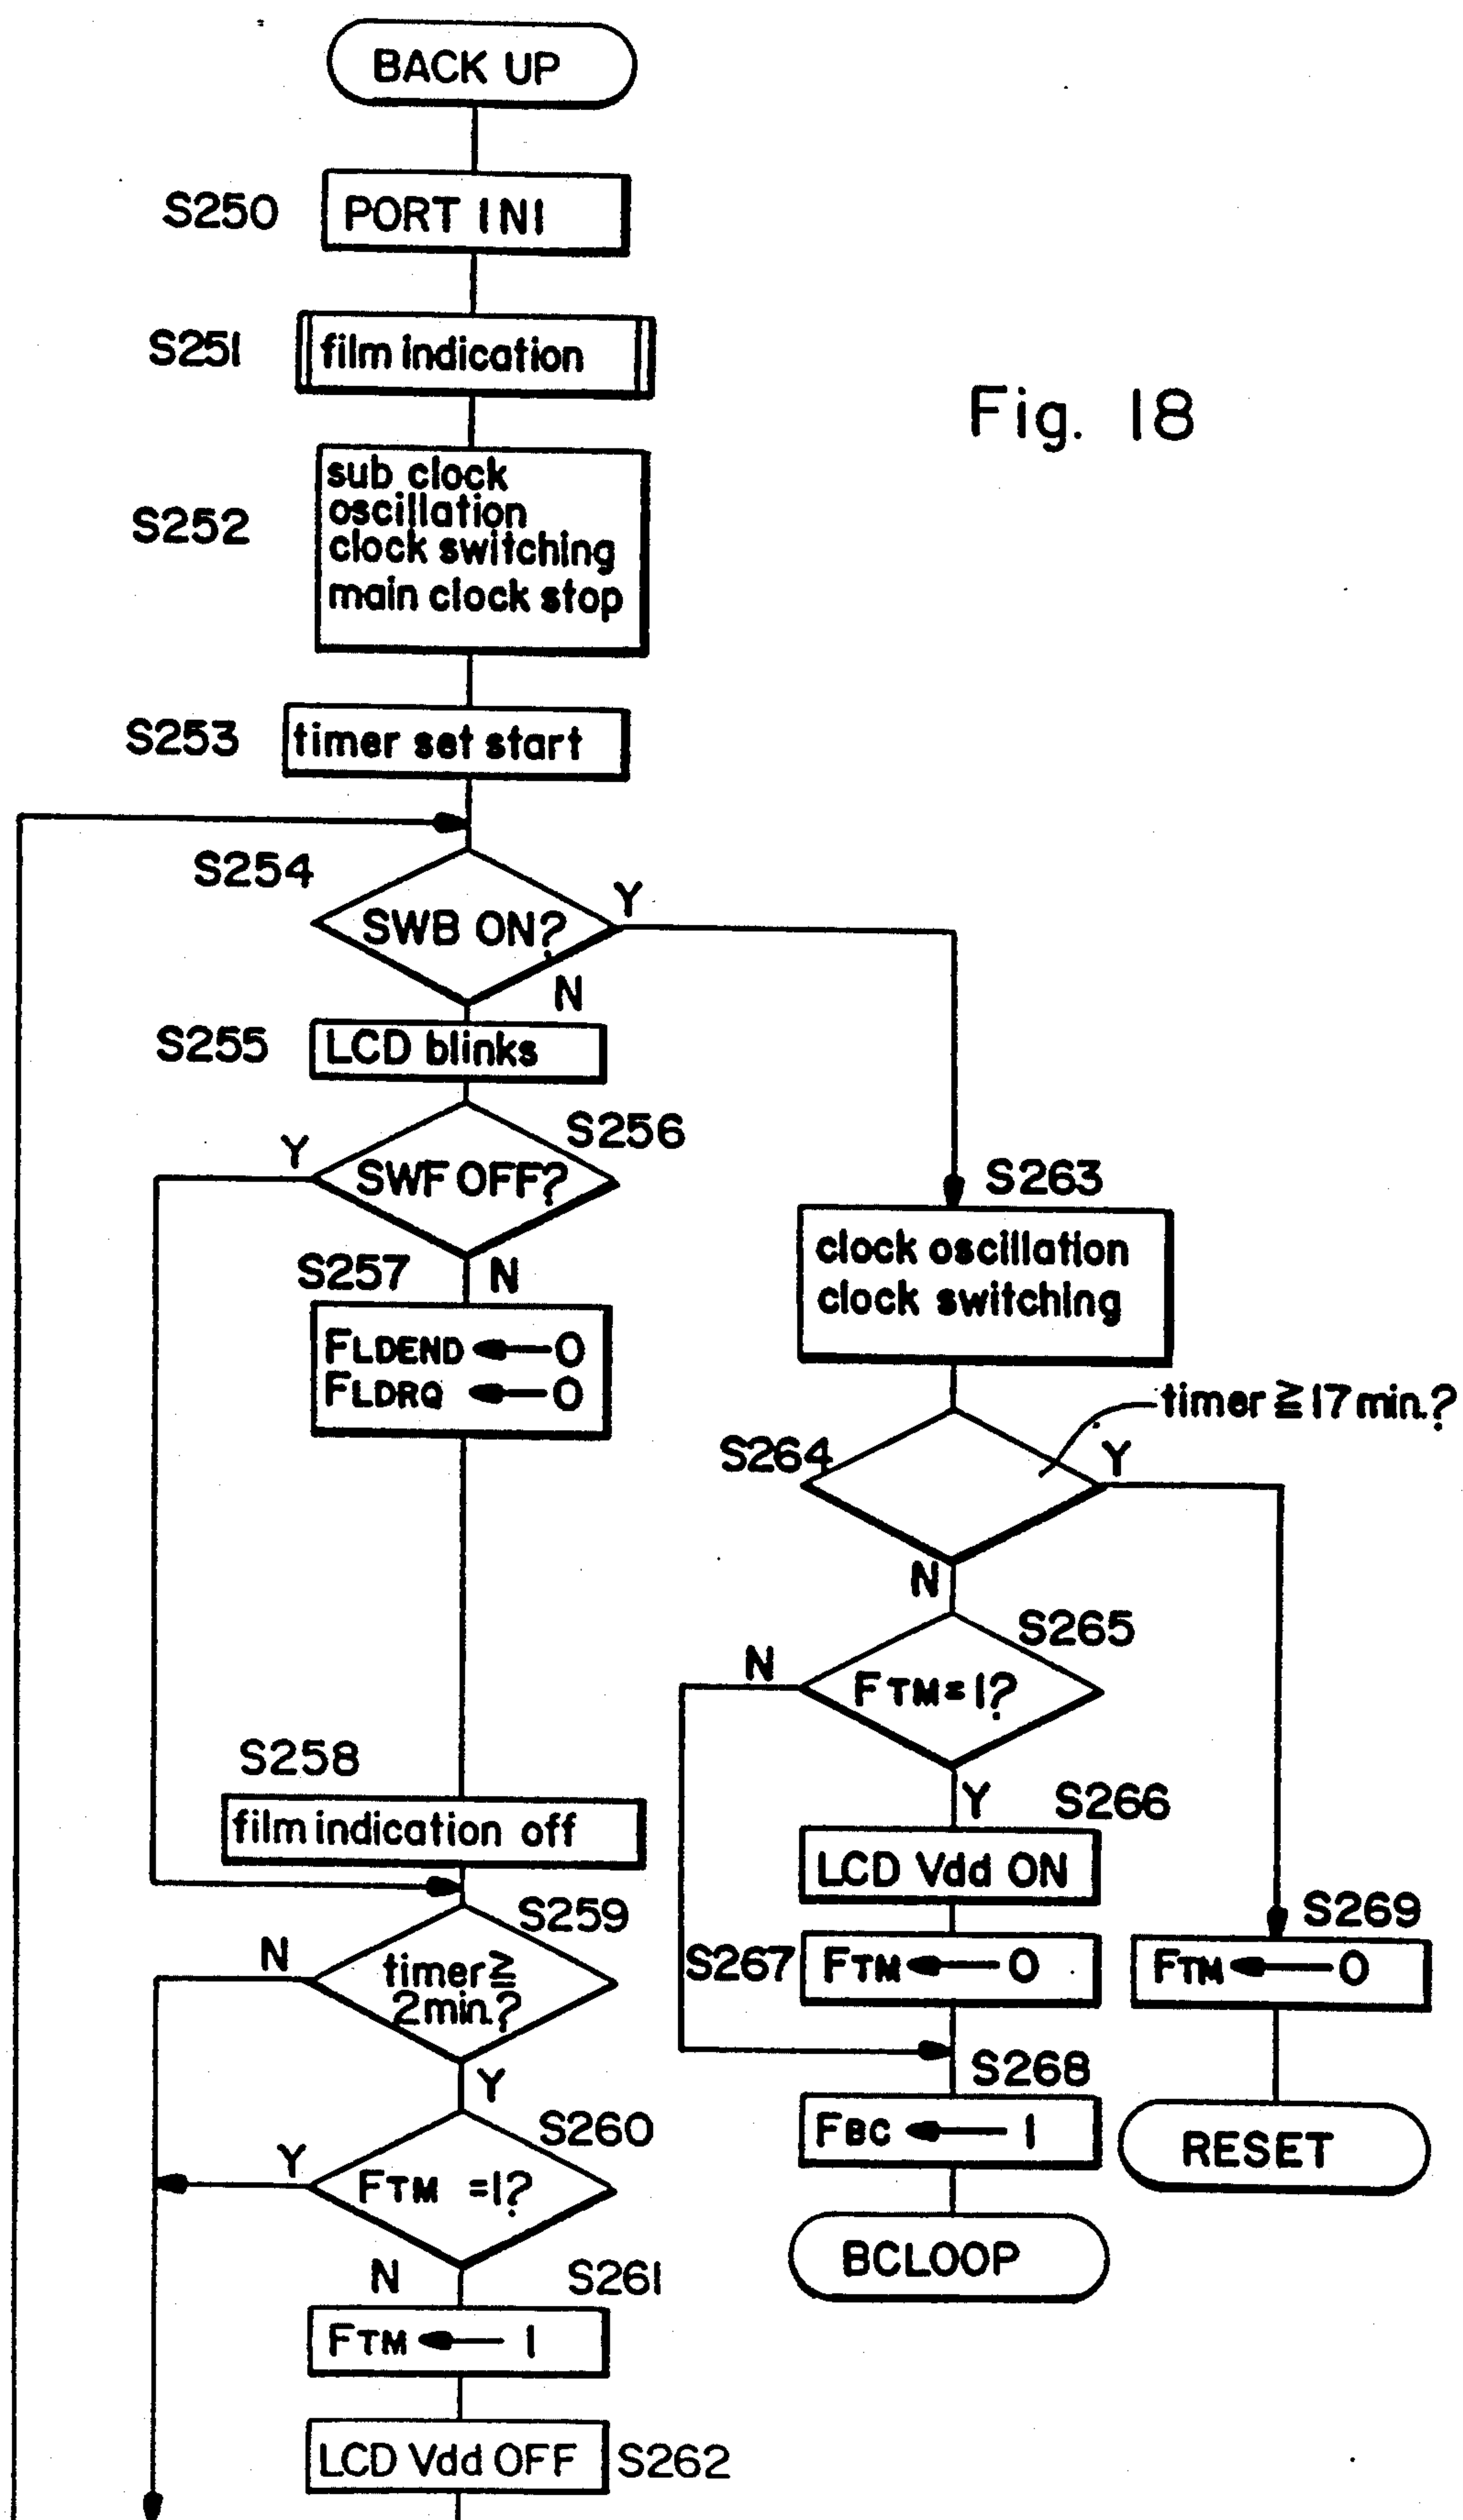 BACK UP
S250
PORT INI
S251
film indication
Fig. 18
S252
sub clock
oscillation
clock switching
main clock stop
S253
timer set start
S254
SWB ON?
Y
N
S255
LCD blinks
S256
Y
SWF OFF?
S257
N
FLDEND ← 0
FLDRQ ← 0
S258
film indication off
S259
N
timer ≧
2min.?
Y
S260
Y
FTM =1?
N
S261
FTM ← 1
LCD Vdd OFF
S262
S263
clock oscillation
clock switching
timer ≧ 17 min.?
S264
Y
N
S265
N
FTM=1?
Y
S266
LCD Vdd ON
S267
FTM ← 0
S268
FBC ← 1
BCLOOP
S269
FTM ← 0
RESET